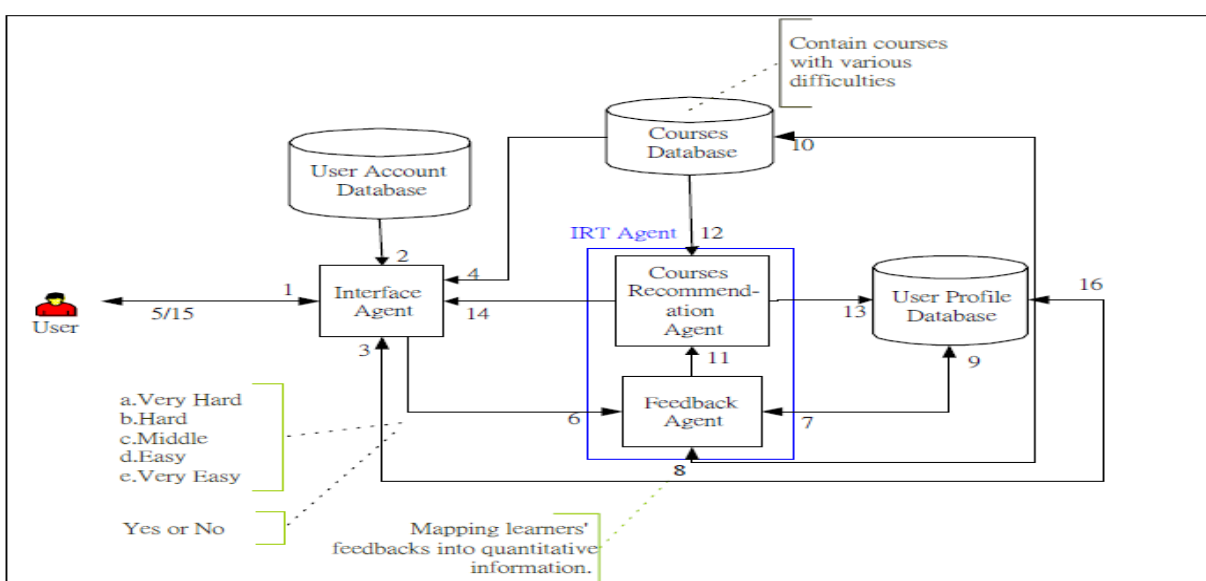 Contain courses
with various
difficulties
Courses
Database
10
User Account
Database
IRT Agent
12
2
4
Courses
Recommend-
ation
Agent
16
1
Interface
Agent
User Profile
Database
User
5/15
14
13
3
11
9
a.Very Hard
b.Hard
c.Middle
d.Easy
e.Very Easy
6
Feedback
Agent
7
8
Yes or No
Mapping learners'
feedbacks into quantitative
information.